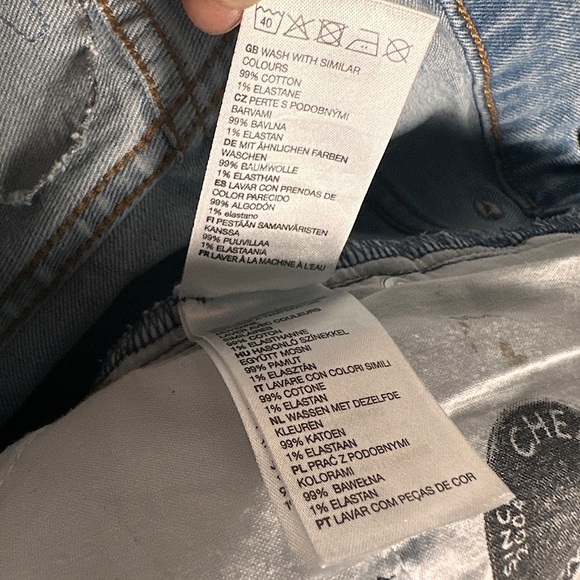 40
GB WASH WITH SIMILAR
COLOURS
99% COTTON
1% ELASTANE
CZ PERTE S PODOBNÝMI
BARVAMI
99% BAVLNA
1% ELASTAN
DE MIT ÄHNLICHEN FARBEN
WASCHEN
99% BAUMWOLLE
1% ELASTHAN
ES LAVAR CON PRENDAS DE
COLOR PARECIDO
99% ALGODÓN
1% elastano
FI PESTÄÄN SAMANVÄRISTEN
KANSSA
99% PUUVILLAA
1% ELASTAANIA
FR LAVER À LA MACHINE À L'EAU
99% COTON
1% ELASTHANNE
HU HASONLÓ SZÍNEKKEL
EGYÜTT MOSNI
99% PAMUT
1% ELASZTÁN
IT LAVARE CON COLORI SIMILI
99% COTONE
1% ELASTAN
NL WASSEN MET DEZELFDE
KLEUREN
99% KATOEN
1% ELASTAAN
PL PRAĆ Z PODOBNYMI
KOLORAMI
99% BAWEŁNA
1% ELASTAN
PT LAVAR COM PEÇAS DE COR
CHE